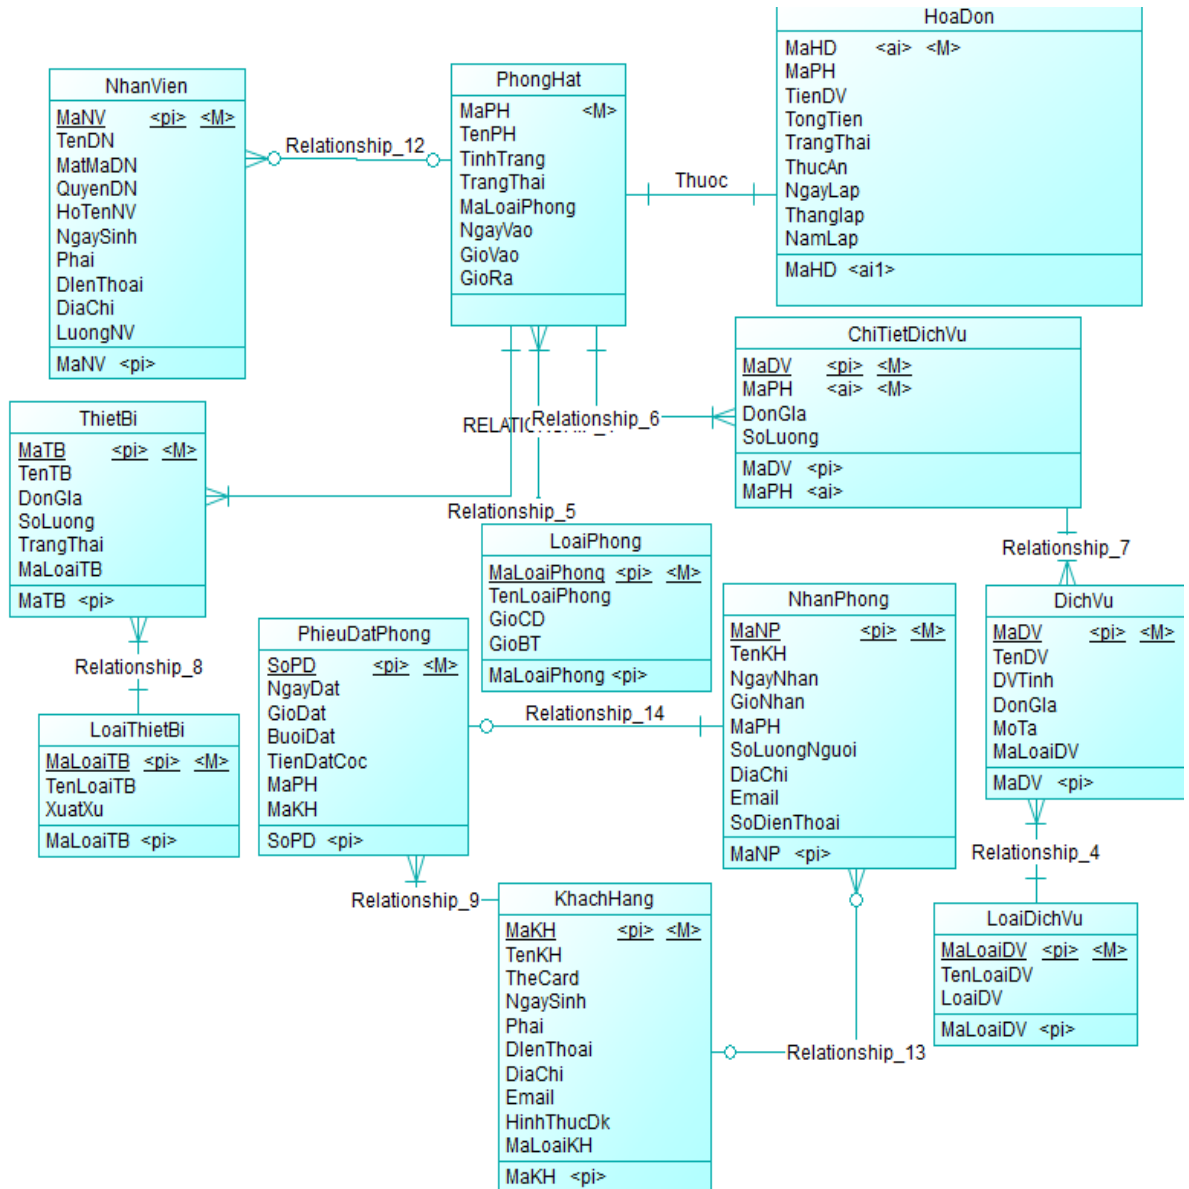 HoaDon
MaHD <ai> <M>
MaPH
TienDV
TongTien
TrangThai
ThucAn
NgayLap
Thanglap
NamLap
MaHD <ai1>
NhanVien
MaNV <pi> <M>
TenDN
MatMaDN
QuyenDN
HoTenNV
NgaySinh
Phai
DIenThoai
DiaChi
LuongNV
MaNV <pi>
Relationship_12
PhongHat
MaPH <M>
TenPH
TinhTrang
TrangThai
MaLoaiPhong
NgayVao
GioVao
GioRa
Thuoc
ChiTietDichVu
MaDV <pi> <M>
MaPH <ai> <M>
DonGIa
SoLuong
MaDV <pi>
MaPH <ai>
Relationship_6
ThietBi
MaTB <pi> <M>
TenTB
DonGIa
SoLuong
TrangThai
MaLoaiTB
MaTB <pi>
Relationship_5
Relationship_7
LoaiPhong
MaLoaiPhong <pi> <M>
TenLoaiPhong
GioCD
GioBT
MaLoaiPhong <pi>
NhanPhong
MaNP <pi> <M>
TenKH
NgayNhan
GioNhan
MaPH
SoLuongNguoi
DiaChi
Email
SoDienThoai
MaNP <pi>
DichVu
MaDV <pi> <M>
TenDV
DVTinh
DonGIa
MoTa
MaLoaiDV
MaDV <pi>
PhieuDatPhong
SoPD <pi> <M>
NgayDat
GioDat
BuoiDat
TienDatCoc
MaPH
MaKH
SoPD <pi>
Relationship_8
Relationship_14
LoaiThietBi
MaLoaiTB <pi> <M>
TenLoaiTB
XuatXu
MaLoaiTB <pi>
Relationship_4
Relationship_9
KhachHang
MaKH <pi> <M>
TenKH
TheCard
NgaySinh
Phai
DIenThoai
DiaChi
Email
HinhThucDk
MaLoaiKH
MaKH <pi>
LoaiDichVu
MaLoaiDV <pi> <M>
TenLoaiDV
LoaiDV
MaLoaiDV <pi>
Relationship_13